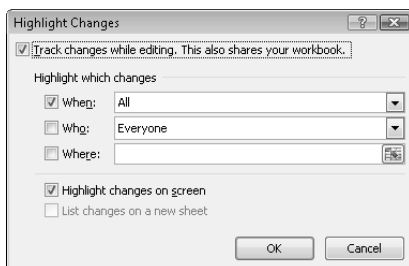 Highlight Changes
Track changes while editing. This also shares your workbook.
Highlight which changes
When: All
Who: Everyone
Where:
Highlight changes on screen
List changes on a new sheet
OK Cancel